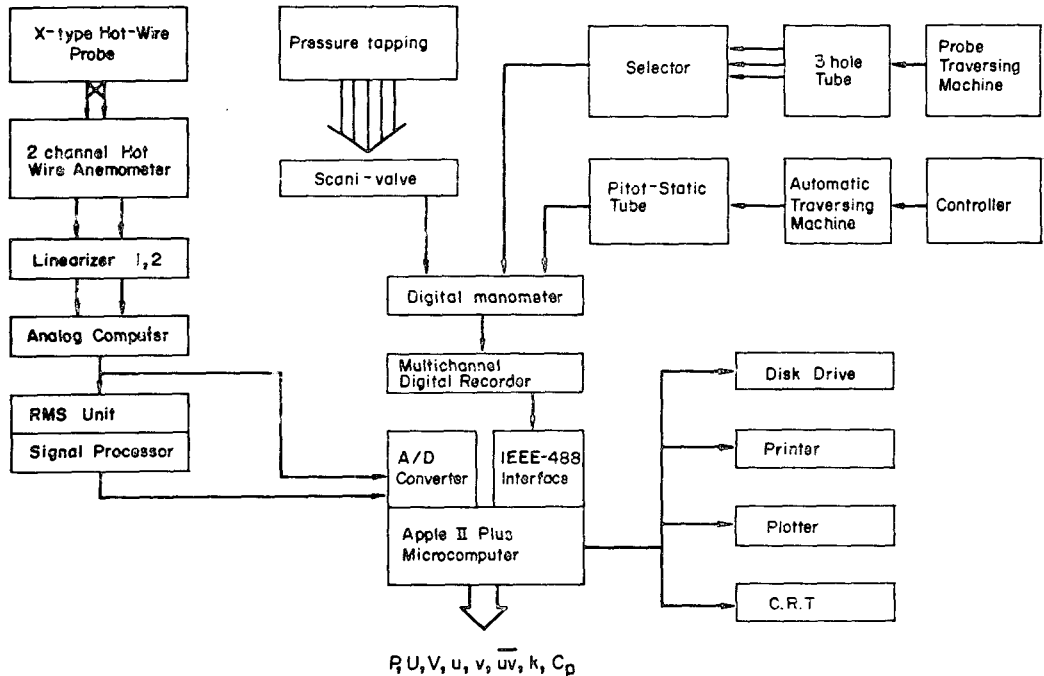 X-type Hot-Wire
Probe
Pressure tapping
Selector
3 hole
Tube
Probe
Traversing
Machine
2 channel Hot
Wire Anemometer
Scani-valve
Pitot-Static
Tube
Automatic
Traversing
Machine
Controller
Linearizer 1,2
Digital manometer
Analog Computer
Multichannel
Digital Recorder
Disk Drive
RMS Unit
Signal Processor
A/D
Converter
IEEE-488
Interface
Printer
Apple II Plus
Microcomputer
Plotter
C.R.T
P, U, V, u, v, u̅v̅, k, Cp